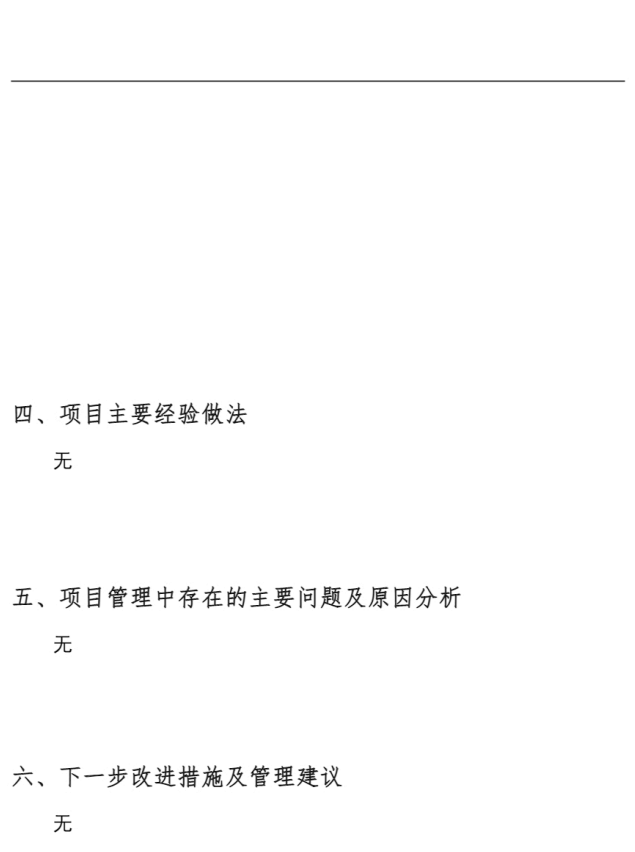 四、项目主要经验做法
无
五、项目管理中存在的主要问题及原因分析
无
六、下一步改进措施及管理建议
无